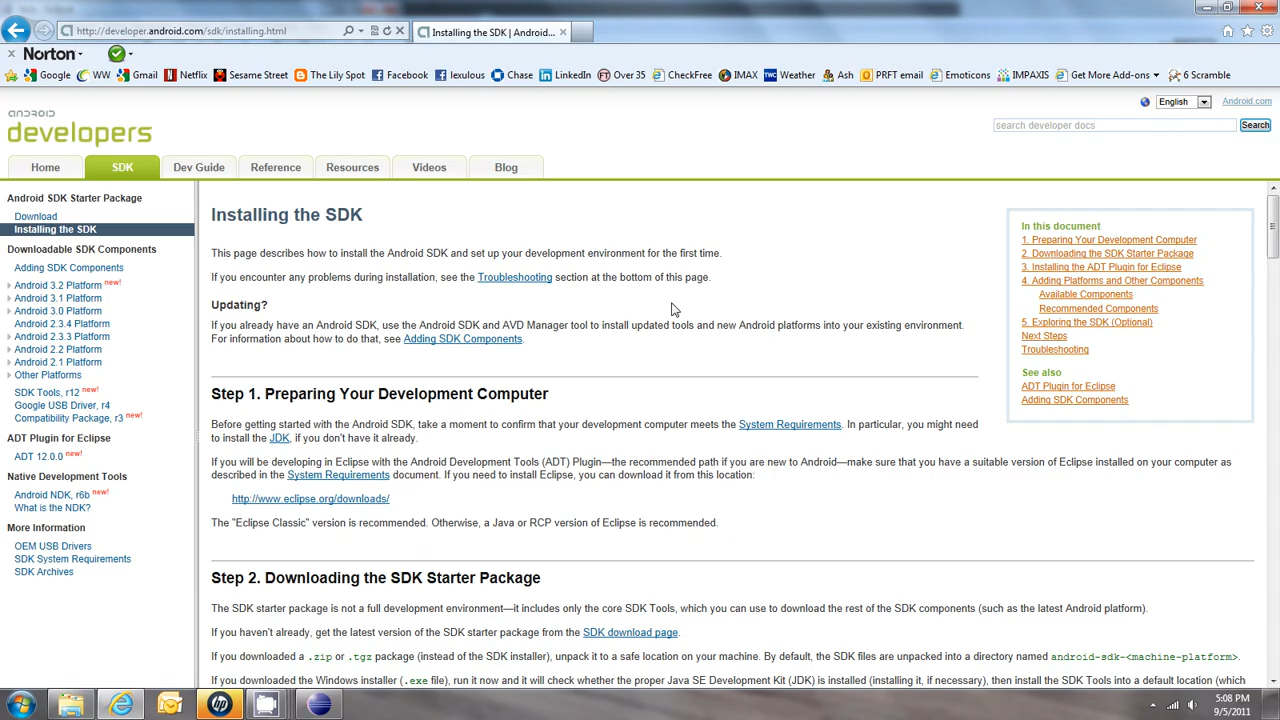 http://developer.android.com/sdk/installing.html
Installing the SDK | Android...
Norton
Google
WW
Gmail
Netflix
Sesame Street
The Lily Spot
Facebook
lexulous
Chase
LinkedIn
Over 35
CheckFree
IMAX
Weather
Ash
PRFT email
Emoticons
IMPAXIS
Get More Add-ons
6 Scramble
English
Android.com
android
developers
search developer docs
Search
Home
SDK
Dev Guide
Reference
Resources
Videos
Blog
Android SDK Starter Package
Download
Installing the SDK
Downloadable SDK Components
Adding SDK Components
Android 3.2 Platform new!
Android 3.1 Platform
Android 3.0 Platform
Android 2.3.4 Platform
Android 2.3.3 Platform
Android 2.2 Platform
Android 2.1 Platform
Other Platforms
SDK Tools, r12 new!
Google USB Driver, r4
Compatibility Package, r3 new!
ADT Plugin for Eclipse
ADT 12.0.0 new!
Native Development Tools
Android NDK, r6b new!
What is the NDK?
More Information
OEM USB Drivers
SDK System Requirements
SDK Archives
Installing the SDK
This page describes how to install the Android SDK and set up your development environment for the first time.
If you encounter any problems during installation, see the Troubleshooting section at the bottom of this page.
Updating?
If you already have an Android SDK, use the Android SDK and AVD Manager tool to install updated tools and new Android platforms into your existing environment.
For information about how to do that, see Adding SDK Components.
In this document
1. Preparing Your Development Computer
2. Downloading the SDK Starter Package
3. Installing the ADT Plugin for Eclipse
4. Adding Platforms and Other Components
Available Components
Recommended Components
5. Exploring the SDK (Optional)
Next Steps
Troubleshooting
See also
ADT Plugin for Eclipse
Adding SDK Components
Step 1. Preparing Your Development Computer
Before getting started with the Android SDK, take a moment to confirm that your development computer meets the System Requirements. In particular, you might need
to install the JDK, if you don't have it already.
If you will be developing in Eclipse with the Android Development Tools (ADT) Plugin—the recommended path if you are new to Android—make sure that you have a suitable version of Eclipse installed on your computer as
described in the System Requirements document. If you need to install Eclipse, you can download it from this location:
http://www.eclipse.org/downloads/
The "Eclipse Classic" version is recommended. Otherwise, a Java or RCP version of Eclipse is recommended.
Step 2. Downloading the SDK Starter Package
The SDK starter package is not a full development environment—it includes only the core SDK Tools, which you can use to download the rest of the SDK components (such as the latest Android platform).
If you haven't already, get the latest version of the SDK starter package from the SDK download page.
If you downloaded a .zip or .tgz package (instead of the SDK installer), unpack it to a safe location on your machine. By default, the SDK files are unpacked into a directory named android-sdk-<machine-platform>.
If you downloaded the Windows installer (.exe file), run it now and it will check whether the proper Java SE Development Kit (JDK) is installed (installing it, if necessary), then install the SDK Tools into a default location (which
5:08 PM
9/5/2011